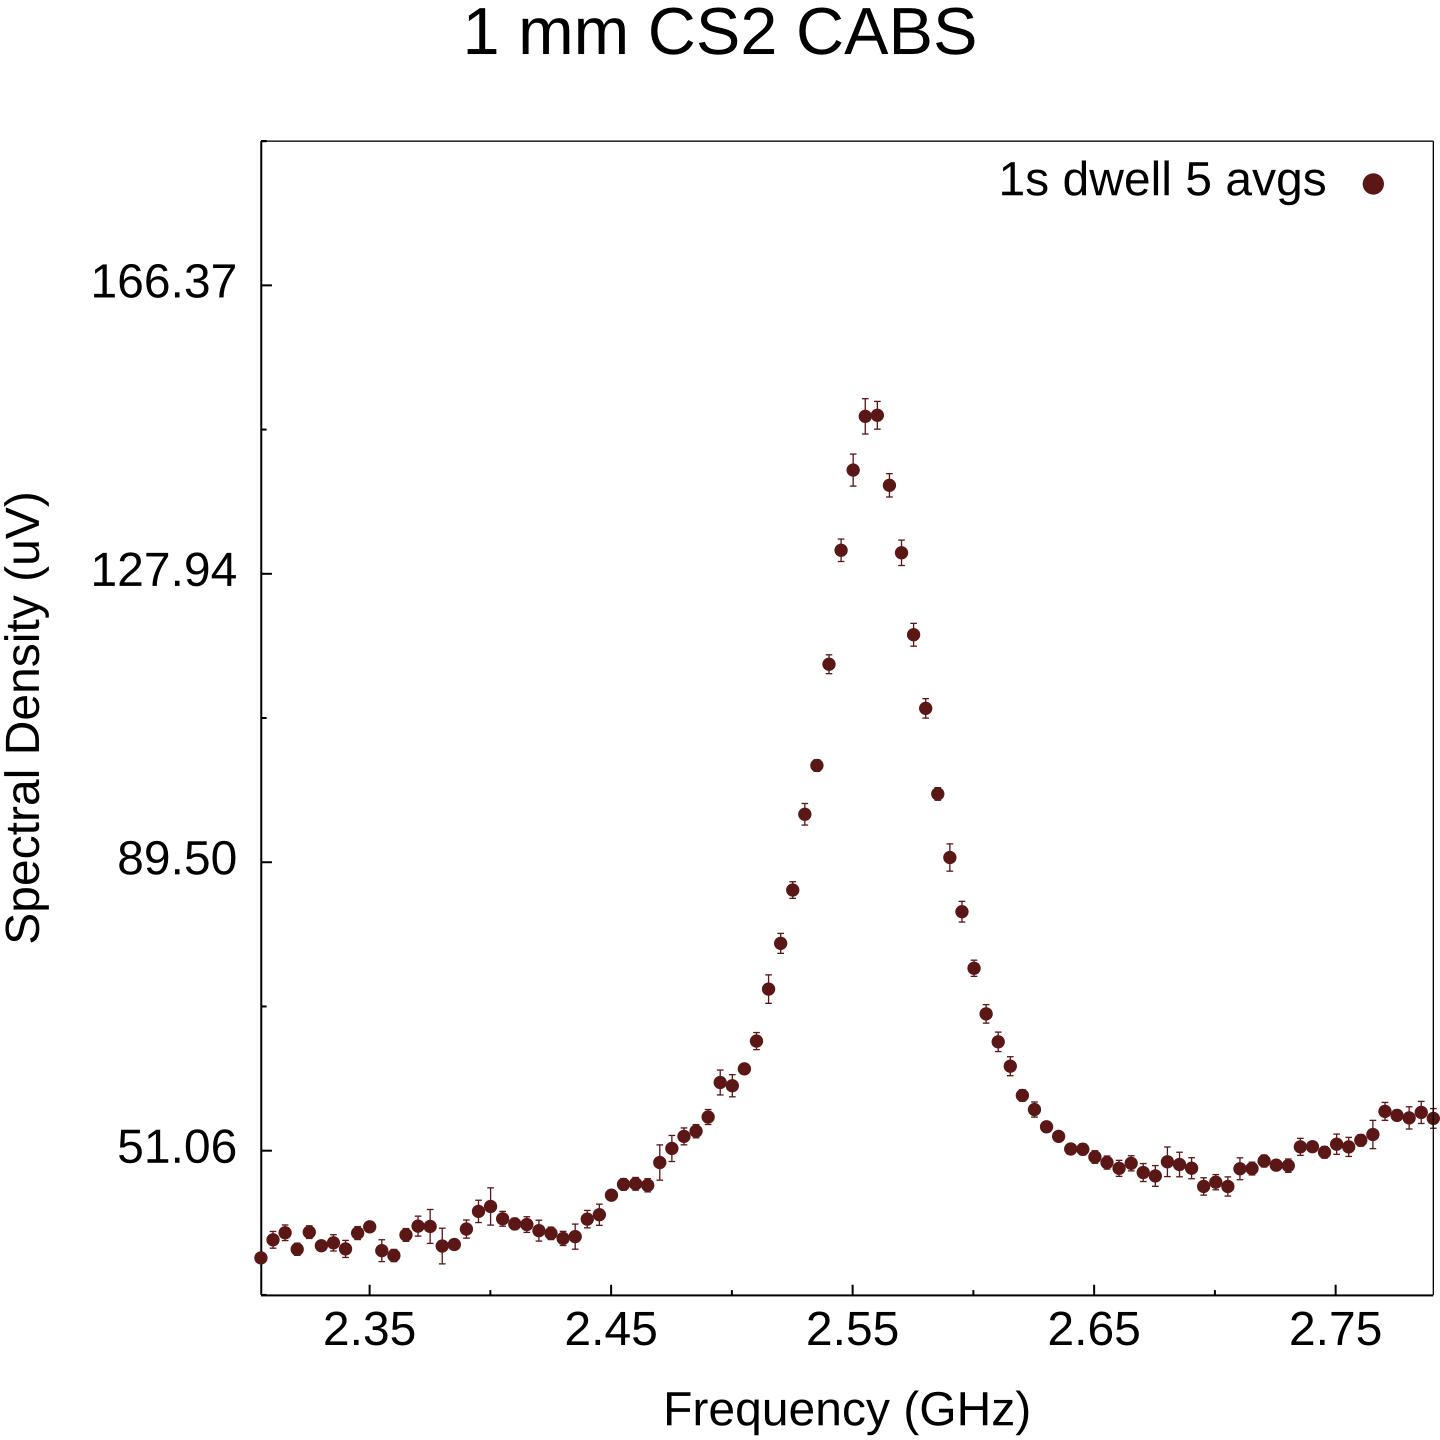 1 mm CS2 CABS
1s dwell 5 avgs
166.37
127.94
89.50
51.06
Spectral Density (uV)
2.35 2.45 2.55 2.65 2.75
Frequency (GHz)